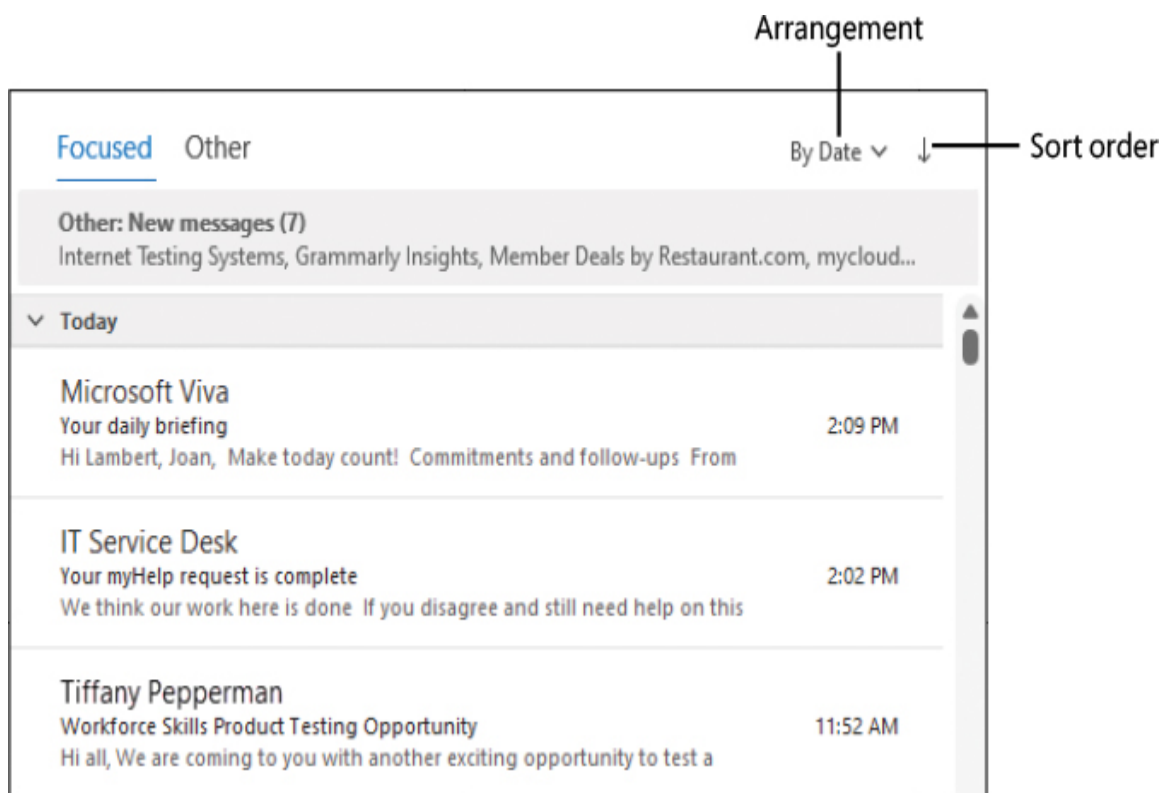 Arrangement
Focused Other By Date Sort order
Other: New messages (7)
Internet Testing Systems, Grammarly Insights, Member Deals by Restaurant.com, mycloud...
Today
Microsoft Viva
Your daily briefing 2:09 PM
Hi Lambert, Joan, Make today count! Commitments and follow-ups From
IT Service Desk
Your myHelp request is complete 2:02 PM
We think our work here is done If you disagree and still need help on this
Tiffany Pepperman
Workforce Skills Product Testing Opportunity 11:52 AM
Hi all, We are coming to you with another exciting opportunity to test a